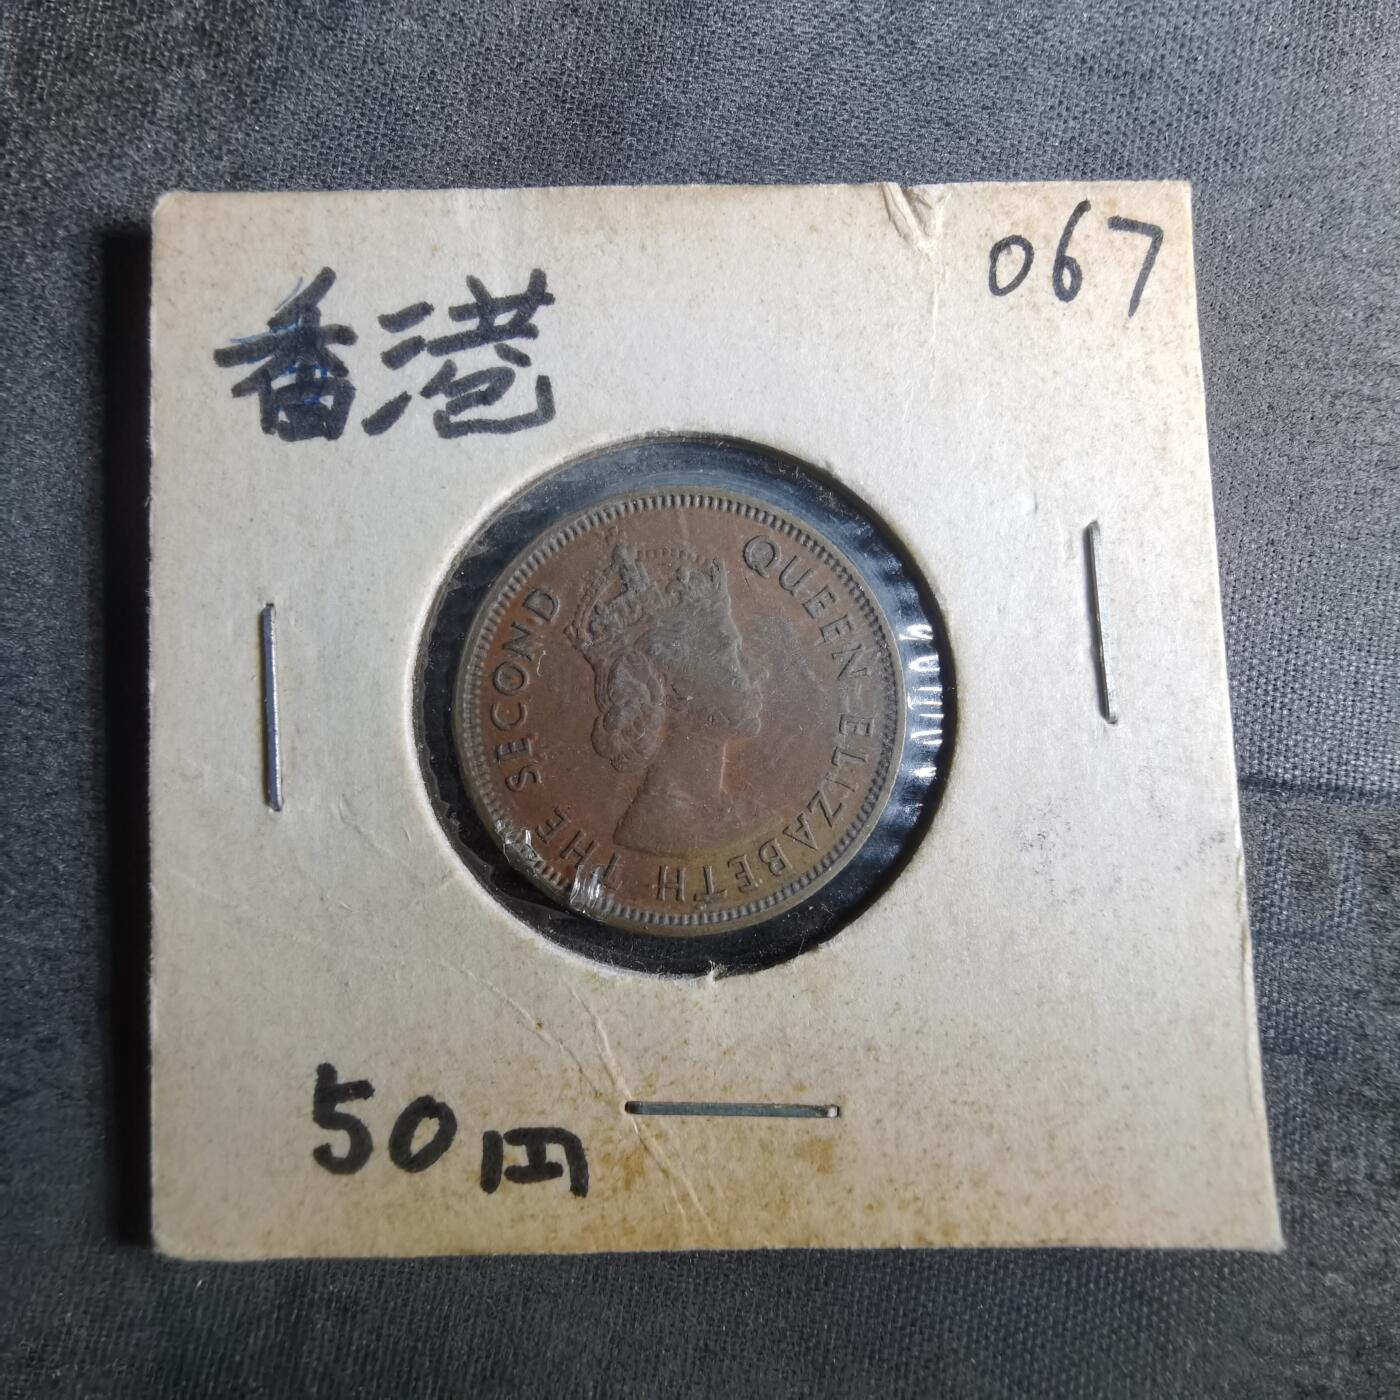 067
香港
QUEEN ELIZABETH THE SECOND
50円